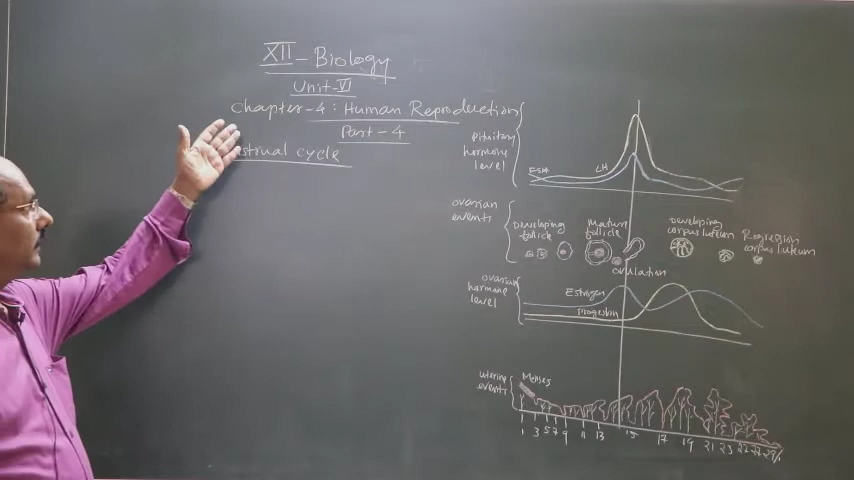 XII - Biology
Unit-VI
Chapter-4: Human Reproduction
Part-4
strual cycle
Pituitary
hormone
level
FSH
LH
ovarian
events
Developing
follicle
Mature
follicle
Developing
corpus luteum
Regression
corpus luteum
ovulation
ovarian
hormone
level
Estrogen
uterine
events
Menses
1 3 5 7 9 11 13 15 17 19 21 23